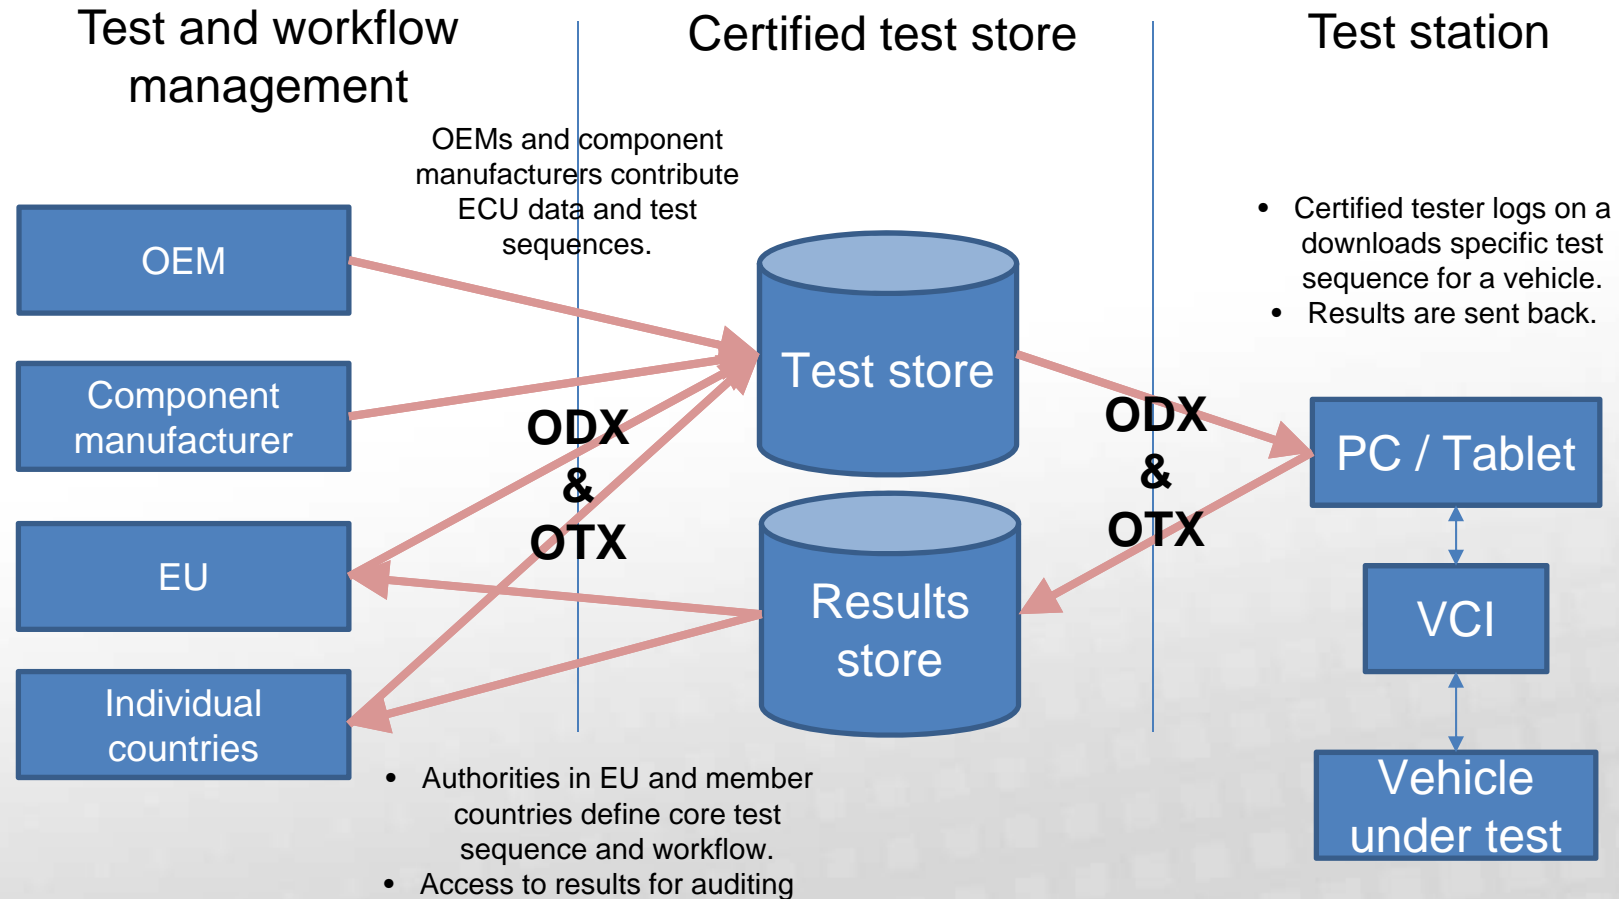 Test and workflow
management
Certified test store
Test station
OEMs and component
manufacturers contribute
ECU data and test
sequences.
• Certified tester logs on a
downloads specific test
sequence for a vehicle.
• Results are sent back.
OEM
Component
manufacturer
EU
Individual
countries
ODX
&
OTX
Test store
Results
store
ODX
&
OTX
PC / Tablet
VCI
Vehicle
under test
• Authorities in EU and member
countries define core test
sequence and workflow.
• Access to results for auditing